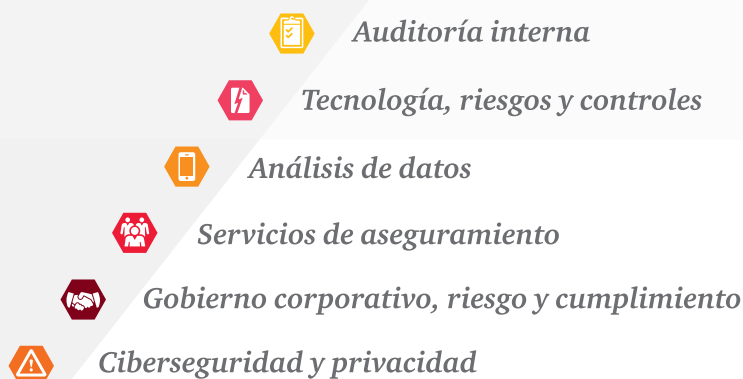 Auditoría interna
Tecnología, riesgos y controles
Análisis de datos
Servicios de aseguramiento
Gobierno corporativo, riesgo y cumplimiento
Ciberseguridad y privacidad